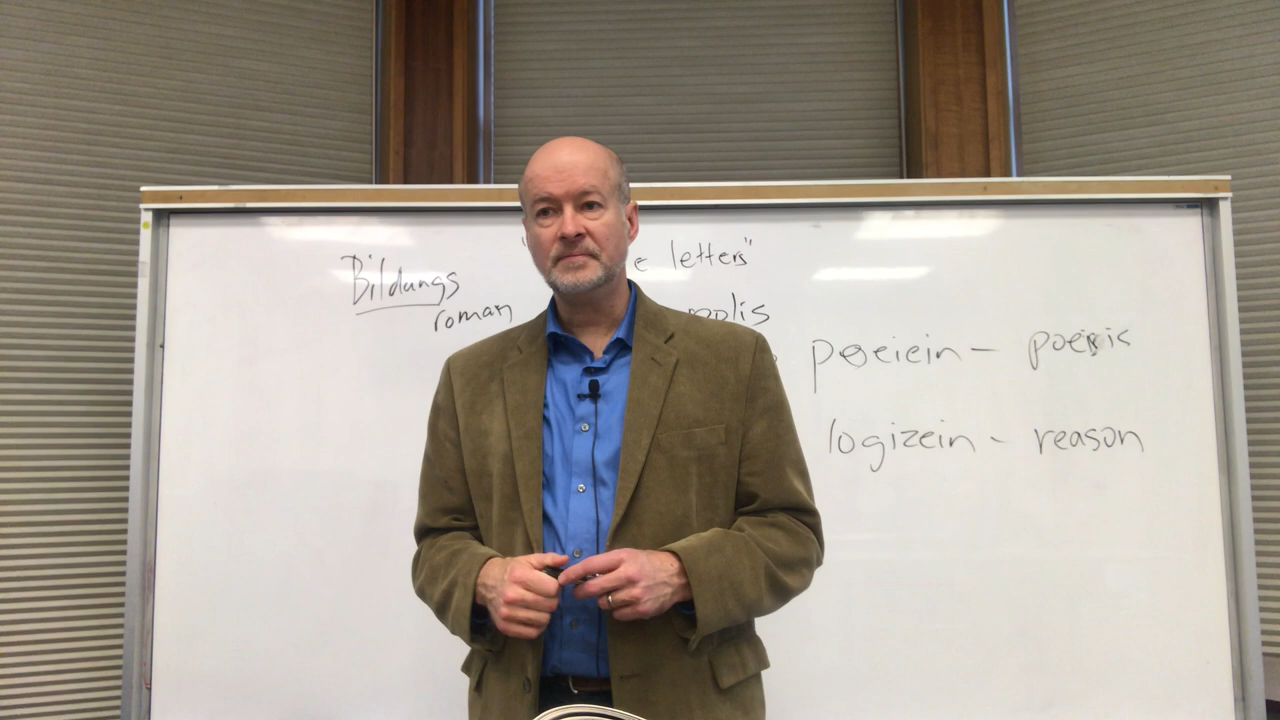 Bildungs
roman
e letters"
polis
poeiein – poesis
logizein – reason